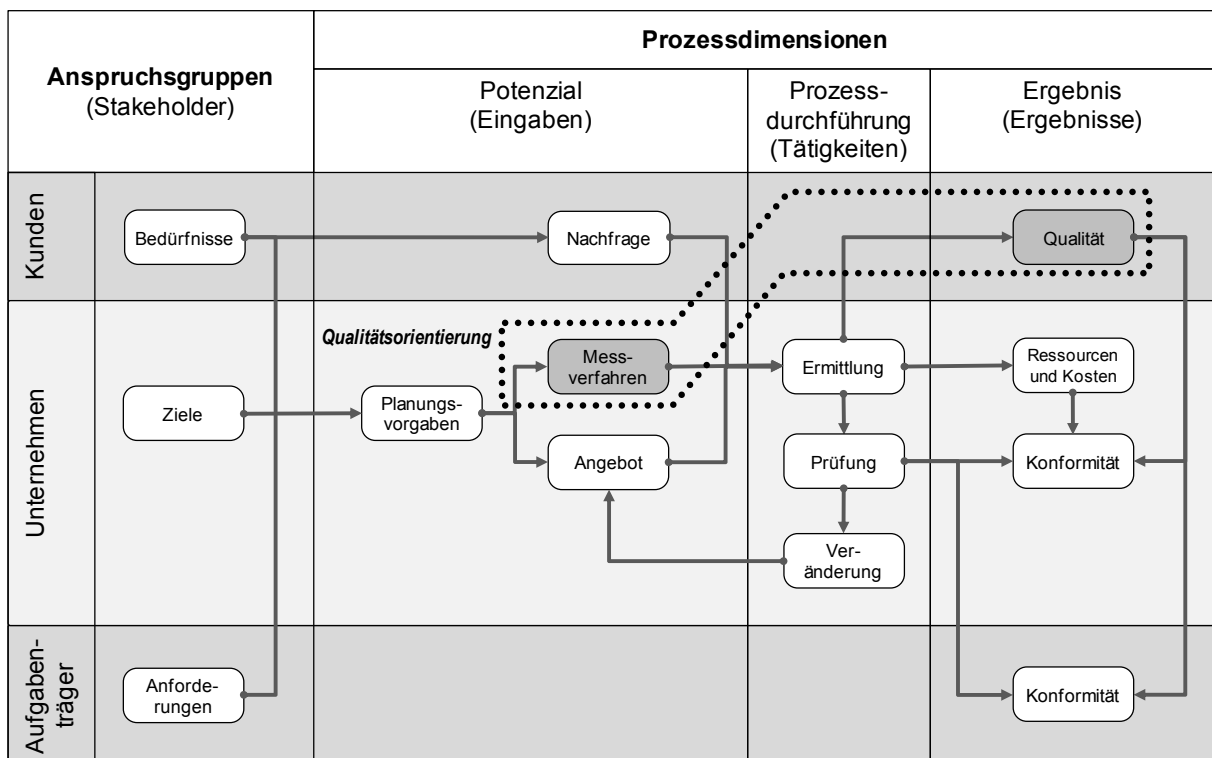 Anspruchsgruppen
(Stakeholder)
Prozessdimensionen
Potenzial
(Eingaben)
Prozess-
durchführung
(Tätigkeiten)
Ergebnis
(Ergebnisse)
Kunden
Bedürfnisse
Nachfrage
Qualität
Unternehmen
Qualitätsorientierung
Mess-
verfahren
Ermittlung
Ressourcen
und Kosten
Ziele
Planungs-
vorgaben
Angebot
Prüfung
Konformität
Ver-
änderung
Aufgaben-
träger
Anforde-
rungen
Konformität